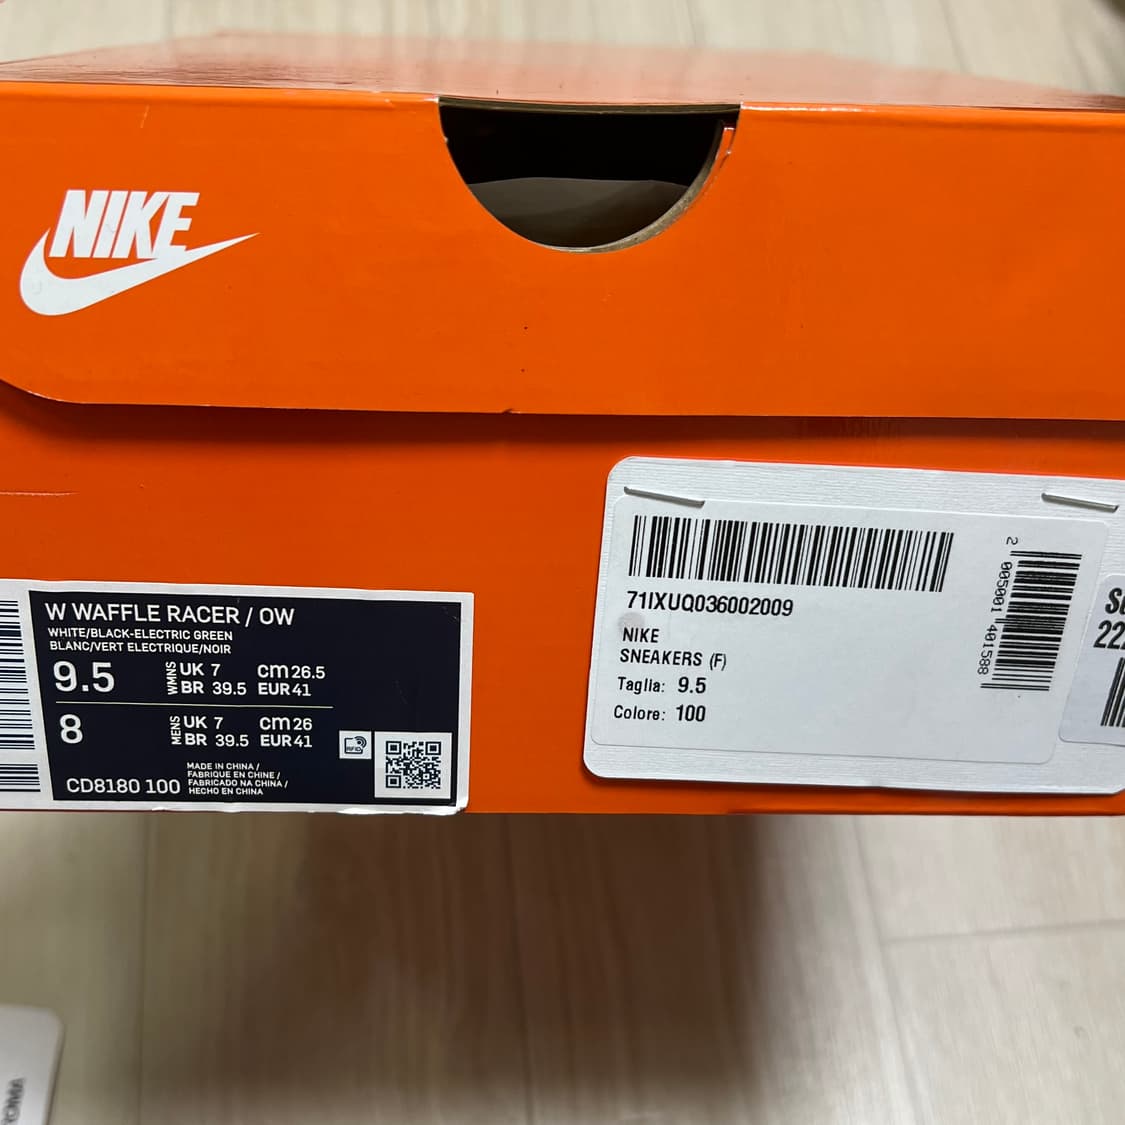 NIKE
W WAFFLE RACER / OW
WHITE/BLACK-ELECTRIC GREEN
BLANC/VERT ELECTRIQUE/NOIR
9.5
WMNS
UK 7 cm 26.5
BR 39.5 EUR 41
8
MENS
UK 7 cm 26
BR 39.5 EUR 41
RFID
CD8180 100
MADE IN CHINA /
FABRIQUE EN CHINE /
FABRICADO NA CHINA /
HECHO EN CHINA
71IXUQ036002009
NIKE
SNEAKERS (F)
Taglia: 9.5
Colore: 100
2 005001 401588